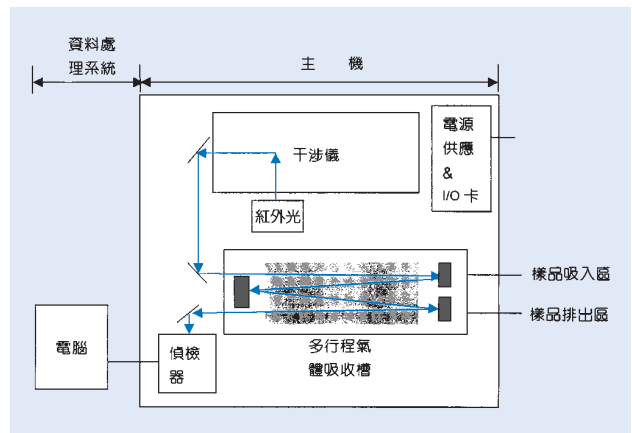 資料處
理系統
主 機
電源
供應
&
I/O 卡
干涉儀
紅外光
樣品吸入區
樣品排出區
多行程氣
體吸收槽
電腦
偵檢
器